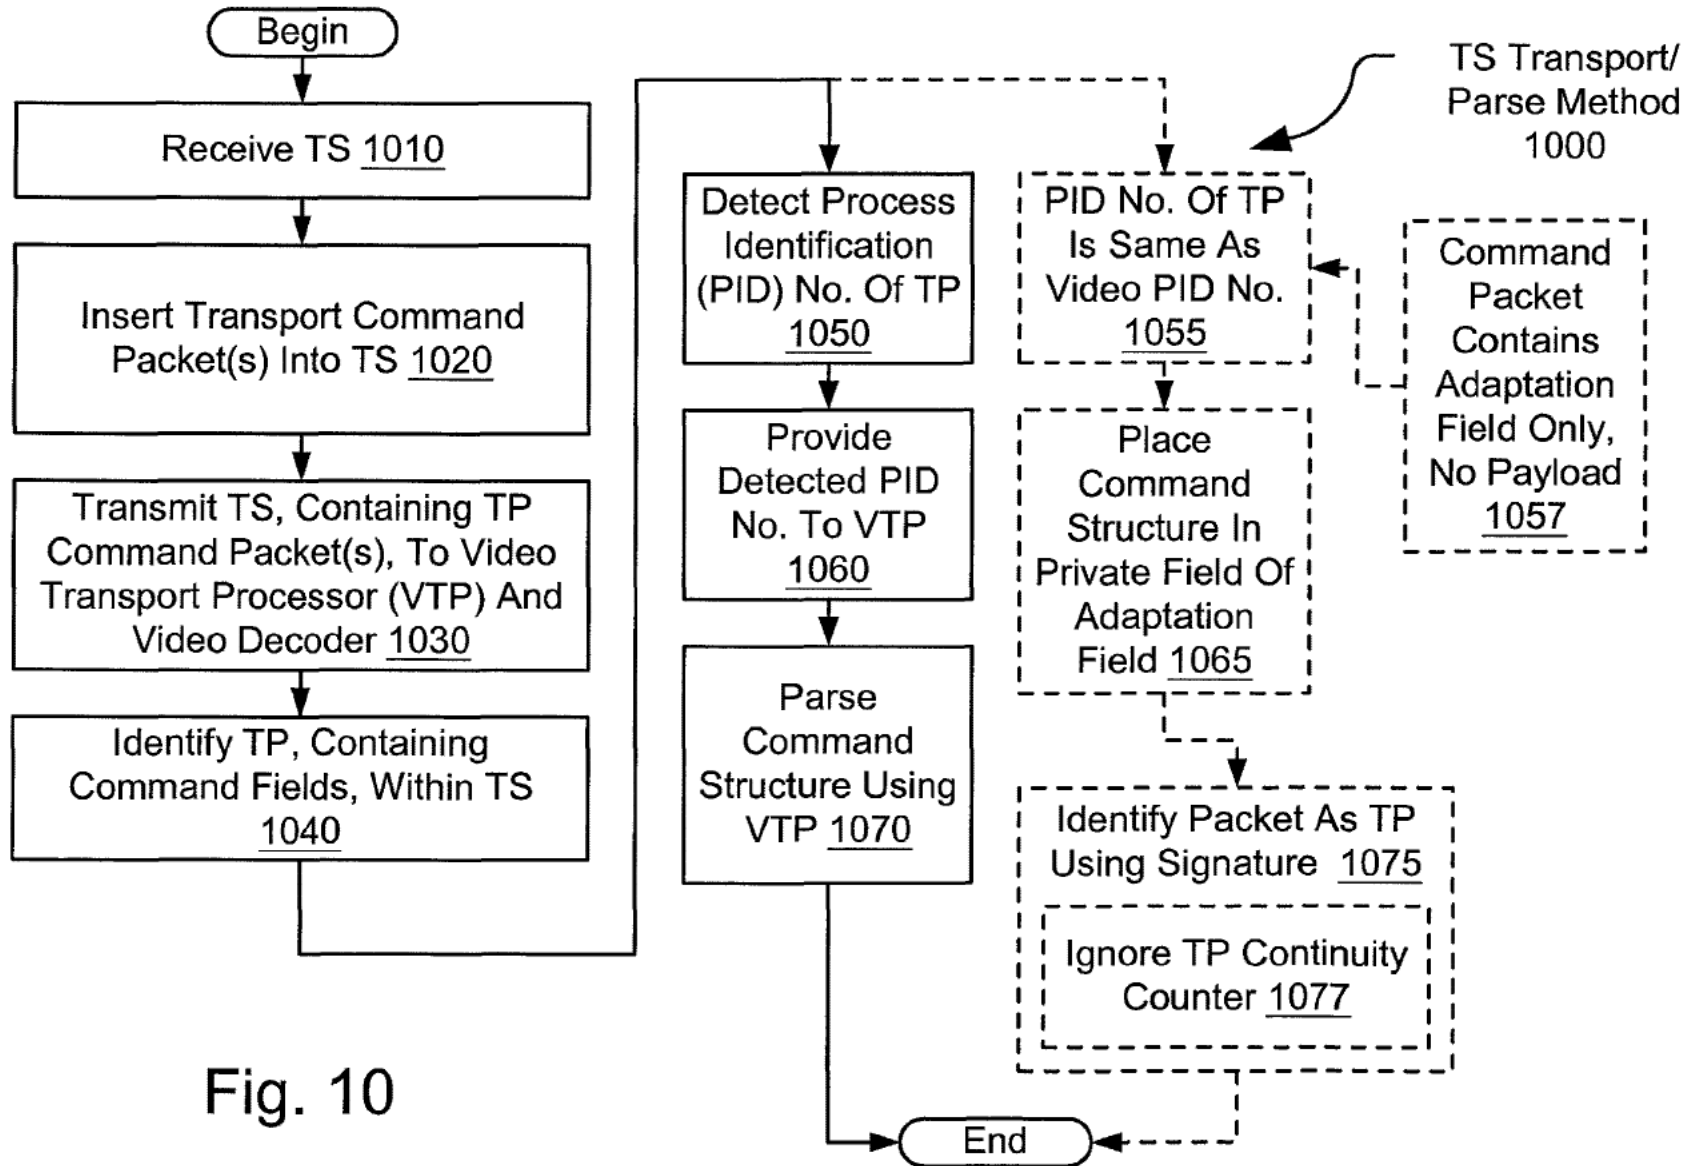 Begin
Receive TS 1010
Insert Transport Command
Packet(s) Into TS 1020
Transmit TS, Containing TP
Command Packet(s), To Video
Transport Processor (VTP) And
Video Decoder 1030
Identify TP, Containing
Command Fields, Within TS
1040
Detect Process
Identification
(PID) No. Of TP
1050
Provide
Detected PID
No. To VTP
1060
Parse
Command
Structure Using
VTP 1070
PID No. Of TP
Is Same As
Video PID No.
1055
Place
Command
Structure In
Private Field Of
Adaptation
Field 1065
Identify Packet As TP
Using Signature 1075
Ignore TP Continuity
Counter 1077
TS Transport/
Parse Method
1000
Command
Packet
Contains
Adaptation
Field Only,
No Payload
1057
End
Fig. 10